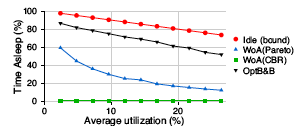 Time Asleep (%)
100
80
60
40
20
0
0
10
20
Average utilization (%)
Idle (bound)
WoA(Pareto)
WoA(CBR)
OptB&B